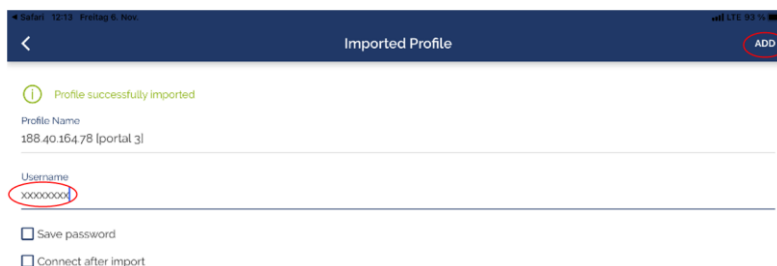 ◀ Safari 12:13 Freitag 6. Nov. LTE 93 %
Imported Profile ADD
Profile successfully imported
Profile Name
188.40.164.78 [portal 3]
Username
xxxxxxxx
Save password
Connect after import